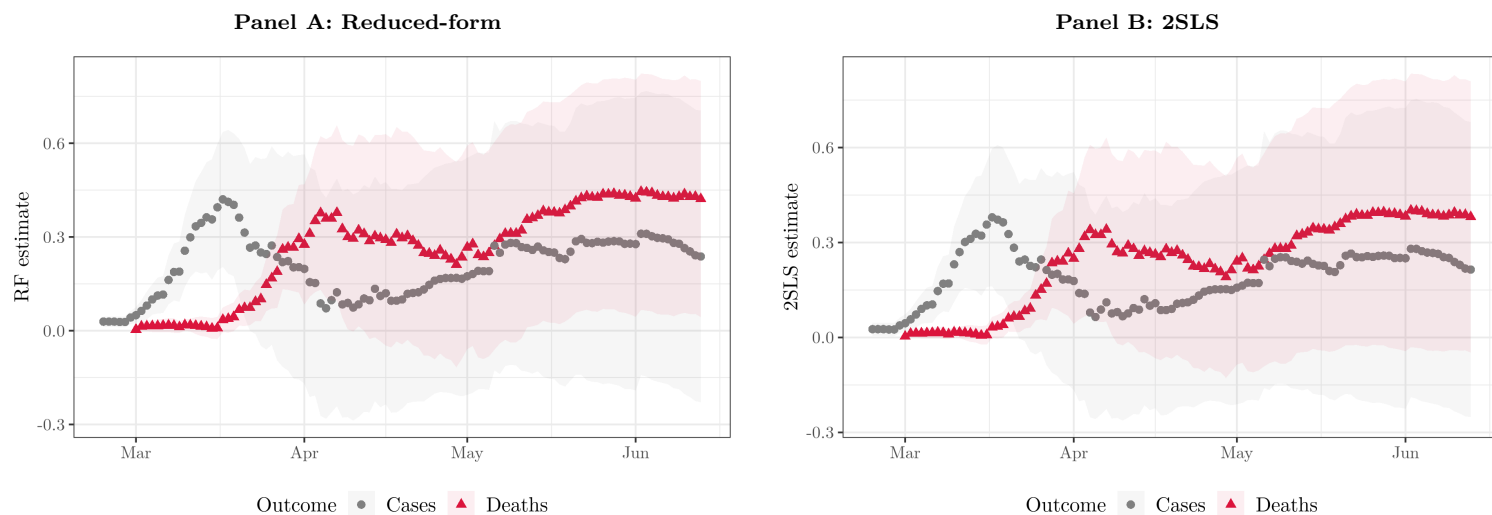 Panel A: Reduced-form
RF estimate
0.6
0.3
0.0
-0.3
Mar Apr May Jun
Outcome Cases Deaths
Panel B: 2SLS
2SLS estimate
0.6
0.3
0.0
-0.3
Mar Apr May Jun
Outcome Cases Deaths